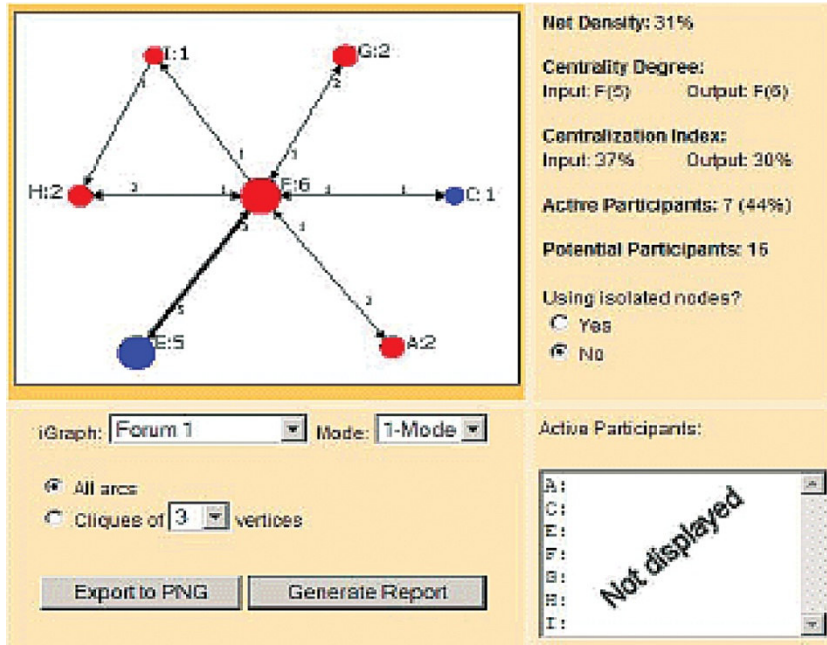 Net Density: 31%
Centrality Degree:
Input: F(5) Output: F(6)
Centralization Index:
Input: 37% Output: 30%
Active Participants: 7 (44%)
Potential Participants: 16
Using isolated nodes?
Yes
No
I:1
G:2
H:2
F:6
C:1
E:5
A:2
iGraph: Forum 1 Mode: 1-Mode
All arcs
Cliques of 3 vertices
Export to PNG Generate Report
Active Participants:
A:
C:
E:
F:
G:
H:
I:
Not displayed